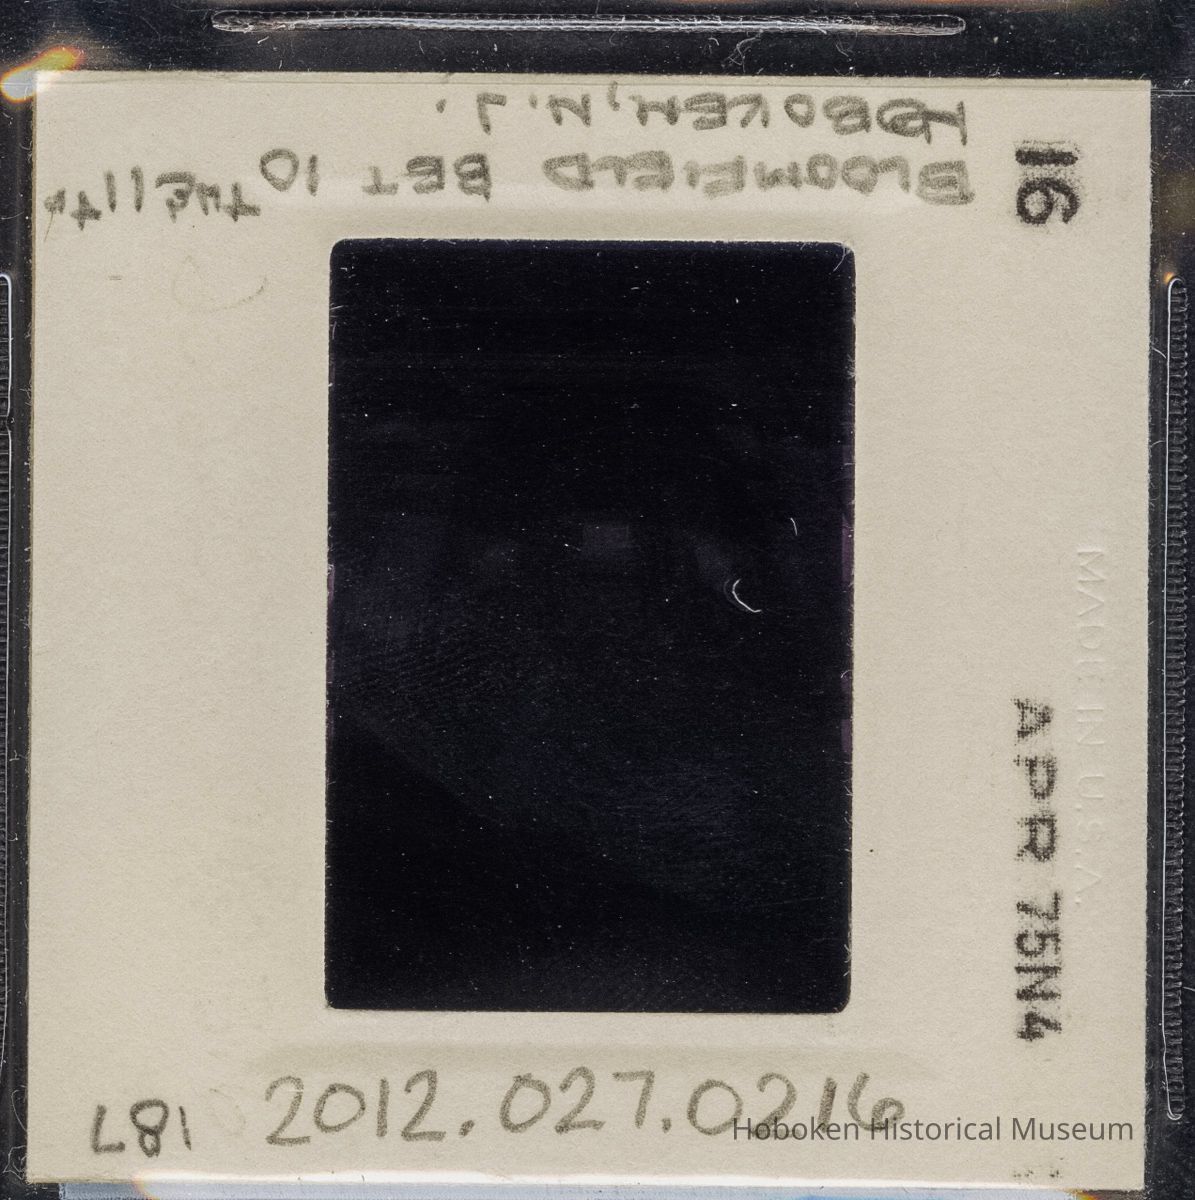 BLOOMFIELD BET 10TH & 11TH
HOBOKEN, N.J.
16
MADE IN U.S.A.
APR 75N4
187
2012.027.0216
Hoboken Historical Museum